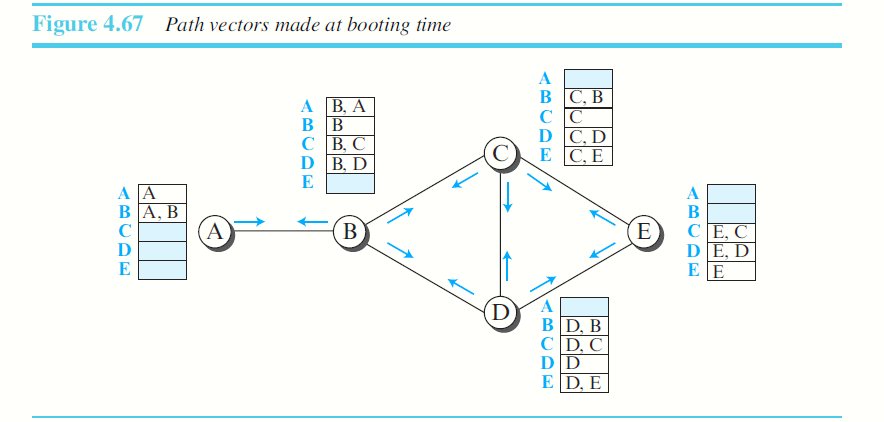 Figure 4.67 Path vectors made at booting time
A B, A
B B
C B, C
D B, D
E
A
B C, B
C C
D C, D
E C, E
A A
B A, B
C
D
E
A
B
C
D
E
A
B
C E, C
D E, D
E E
A
B D, B
C D, C
D D
E D, E